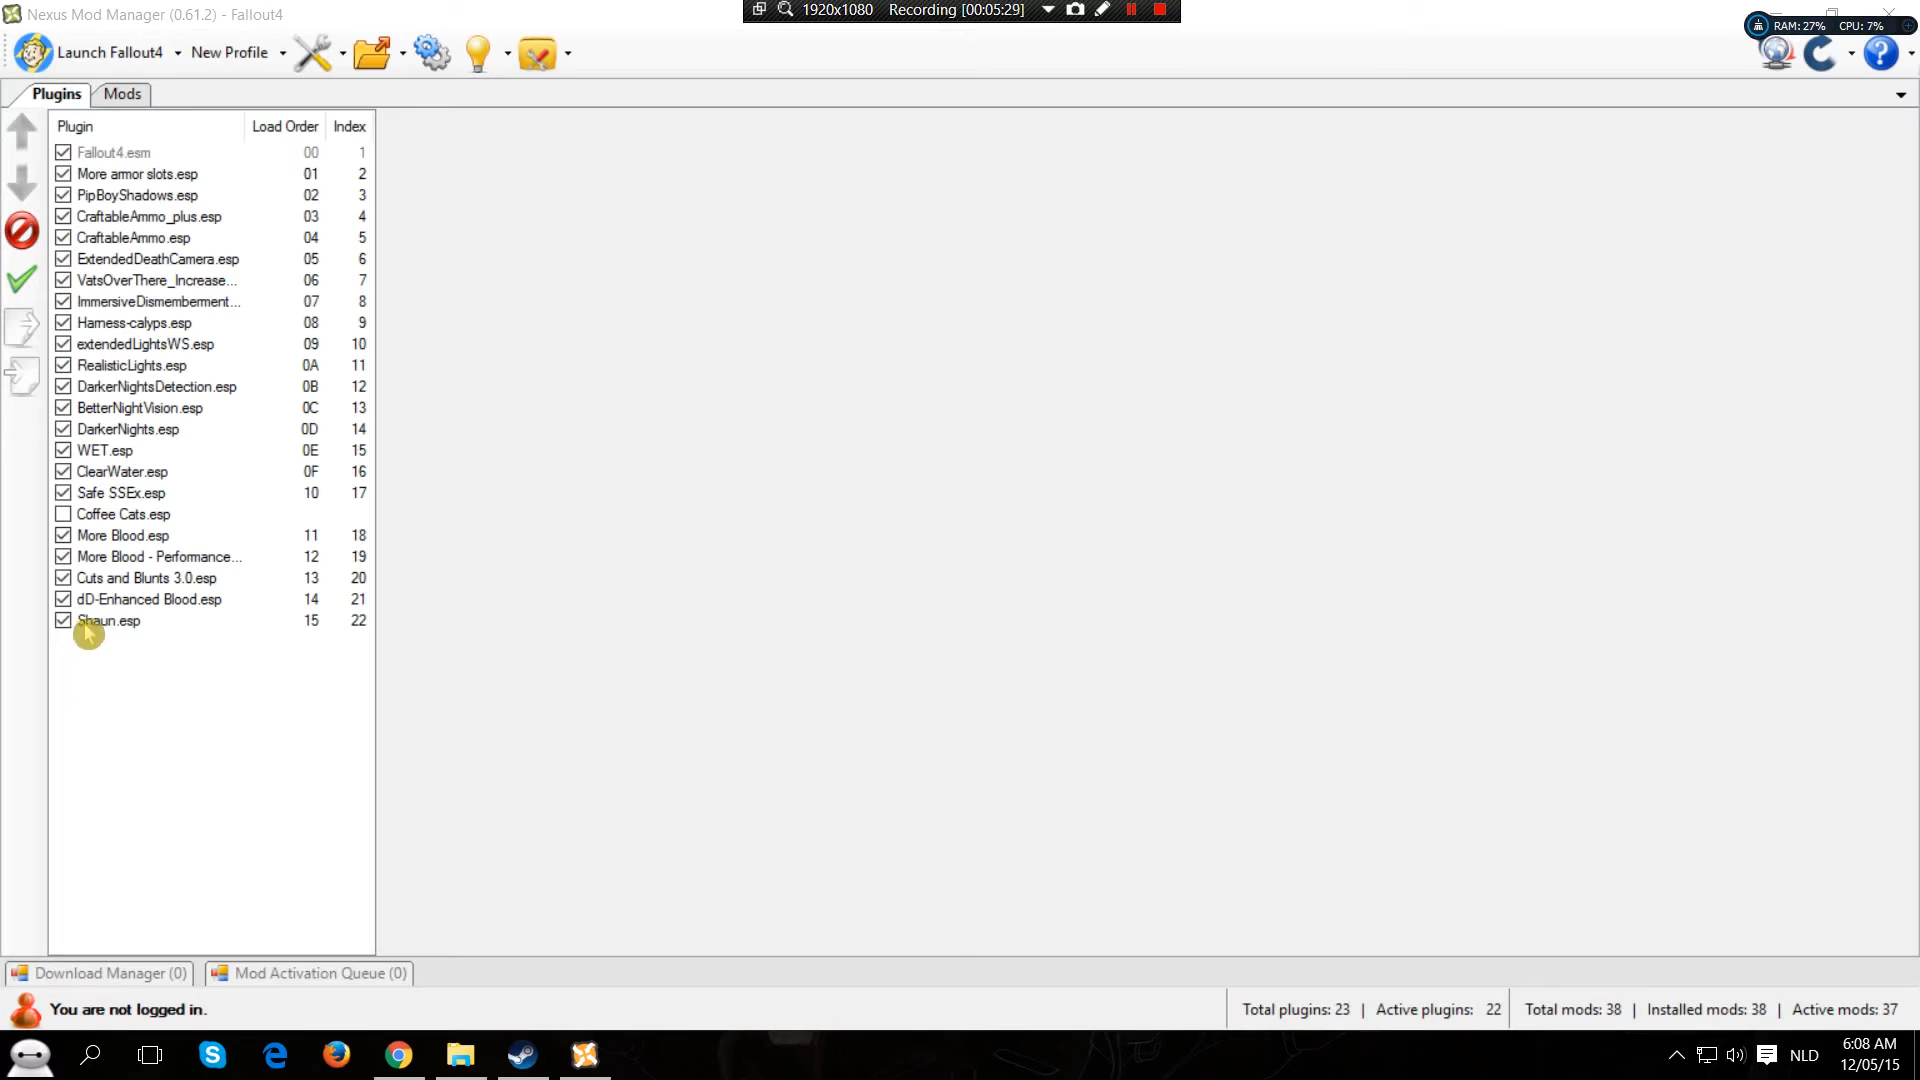 Nexus Mod Manager (0.61.2) - Fallout4
1920x1080 Recording [00:05:29]
RAM: 27% CPU: 7%
Launch Fallout4 New Profile
Plugins Mods
Plugin Load Order Index
Fallout4.esm 00 1
More armor slots.esp 01 2
PipBoyShadows.esp 02 3
CraftableAmmo_plus.esp 03 4
CraftableAmmo.esp 04 5
ExtendedDeathCamera.esp 05 6
VatsOverThere_Increase... 06 7
ImmersiveDismemberment... 07 8
Harness-calyps.esp 08 9
extendedLightsWS.esp 09 10
RealisticLights.esp 0A 11
DarkerNightsDetection.esp 0B 12
BetterNightVision.esp 0C 13
DarkerNights.esp 0D 14
WET.esp 0E 15
ClearWater.esp 0F 16
Safe SSEx.esp 10 17
Coffee Cats.esp
More Blood.esp 11 18
More Blood - Performance... 12 19
Cuts and Blunts 3.0.esp 13 20
dD-Enhanced Blood.esp 14 21
Shaun.esp 15 22
Download Manager (0) Mod Activation Queue (0)
You are not logged in. Total plugins: 23 | Active plugins: 22 Total mods: 38 | Installed mods: 38 | Active mods: 37
NLD 6:08 AM
12/05/15